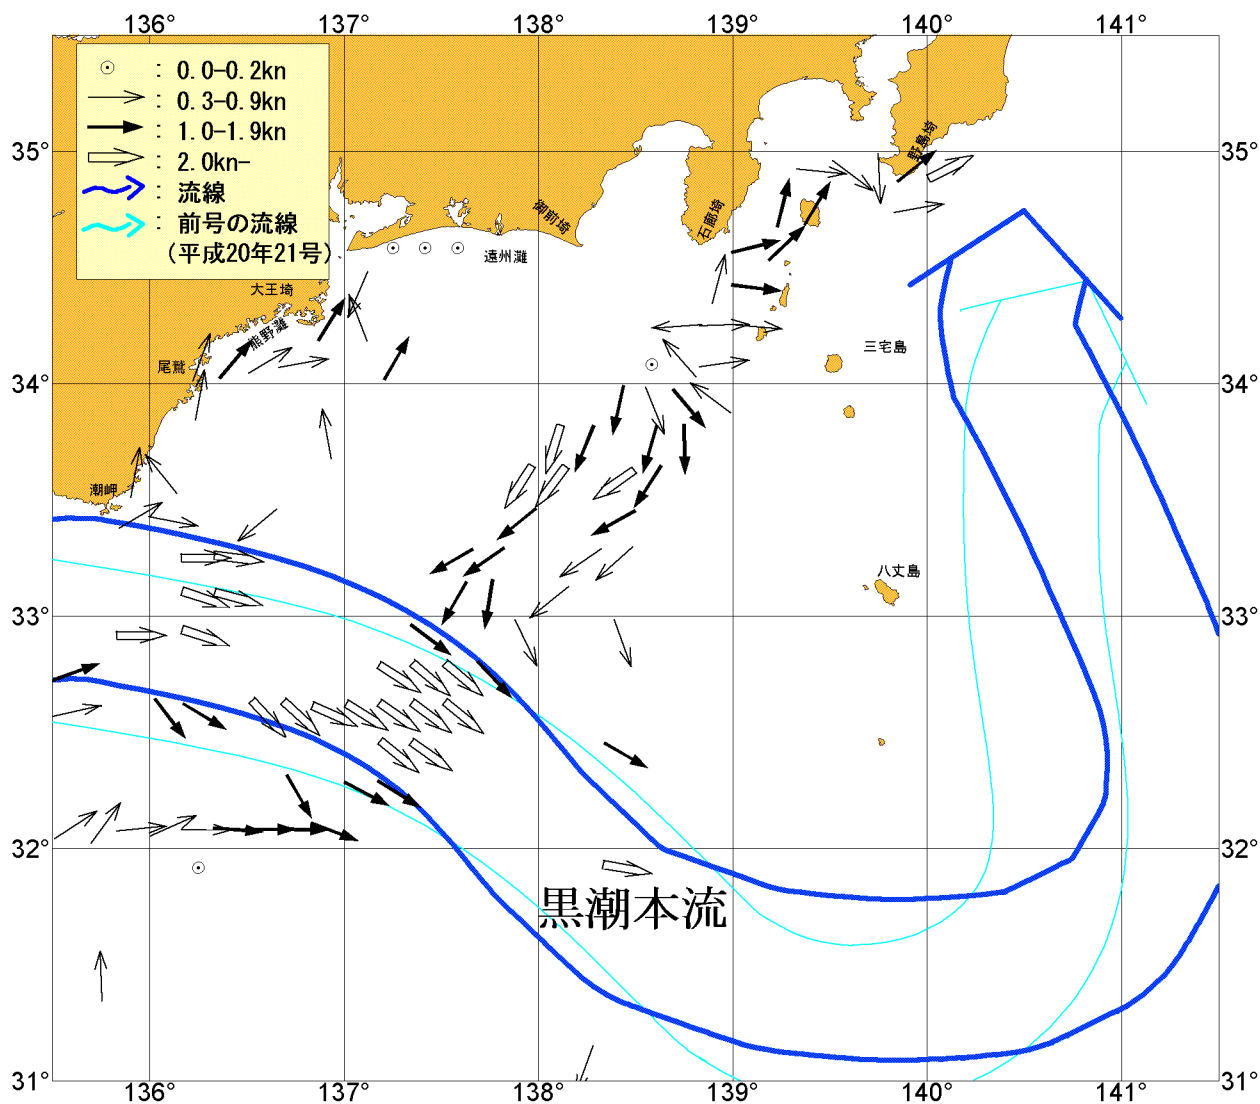 136° 137° 138° 139° 140° 141°
: 0.0-0.2kn
: 0.3-0.9kn
: 1.0-1.9kn
: 2.0kn-
: 流線
: 前号の流線
(平成20年21号)
35° 35°
野島埼
御前埼
石廊埼
遠州灘
大王埼
熊野灘
三宅島
尾鷲
34° 34°
潮岬
八丈島
33° 33°
32° 32°
黒潮本流
31° 31°
136° 137° 138° 139° 140° 141°